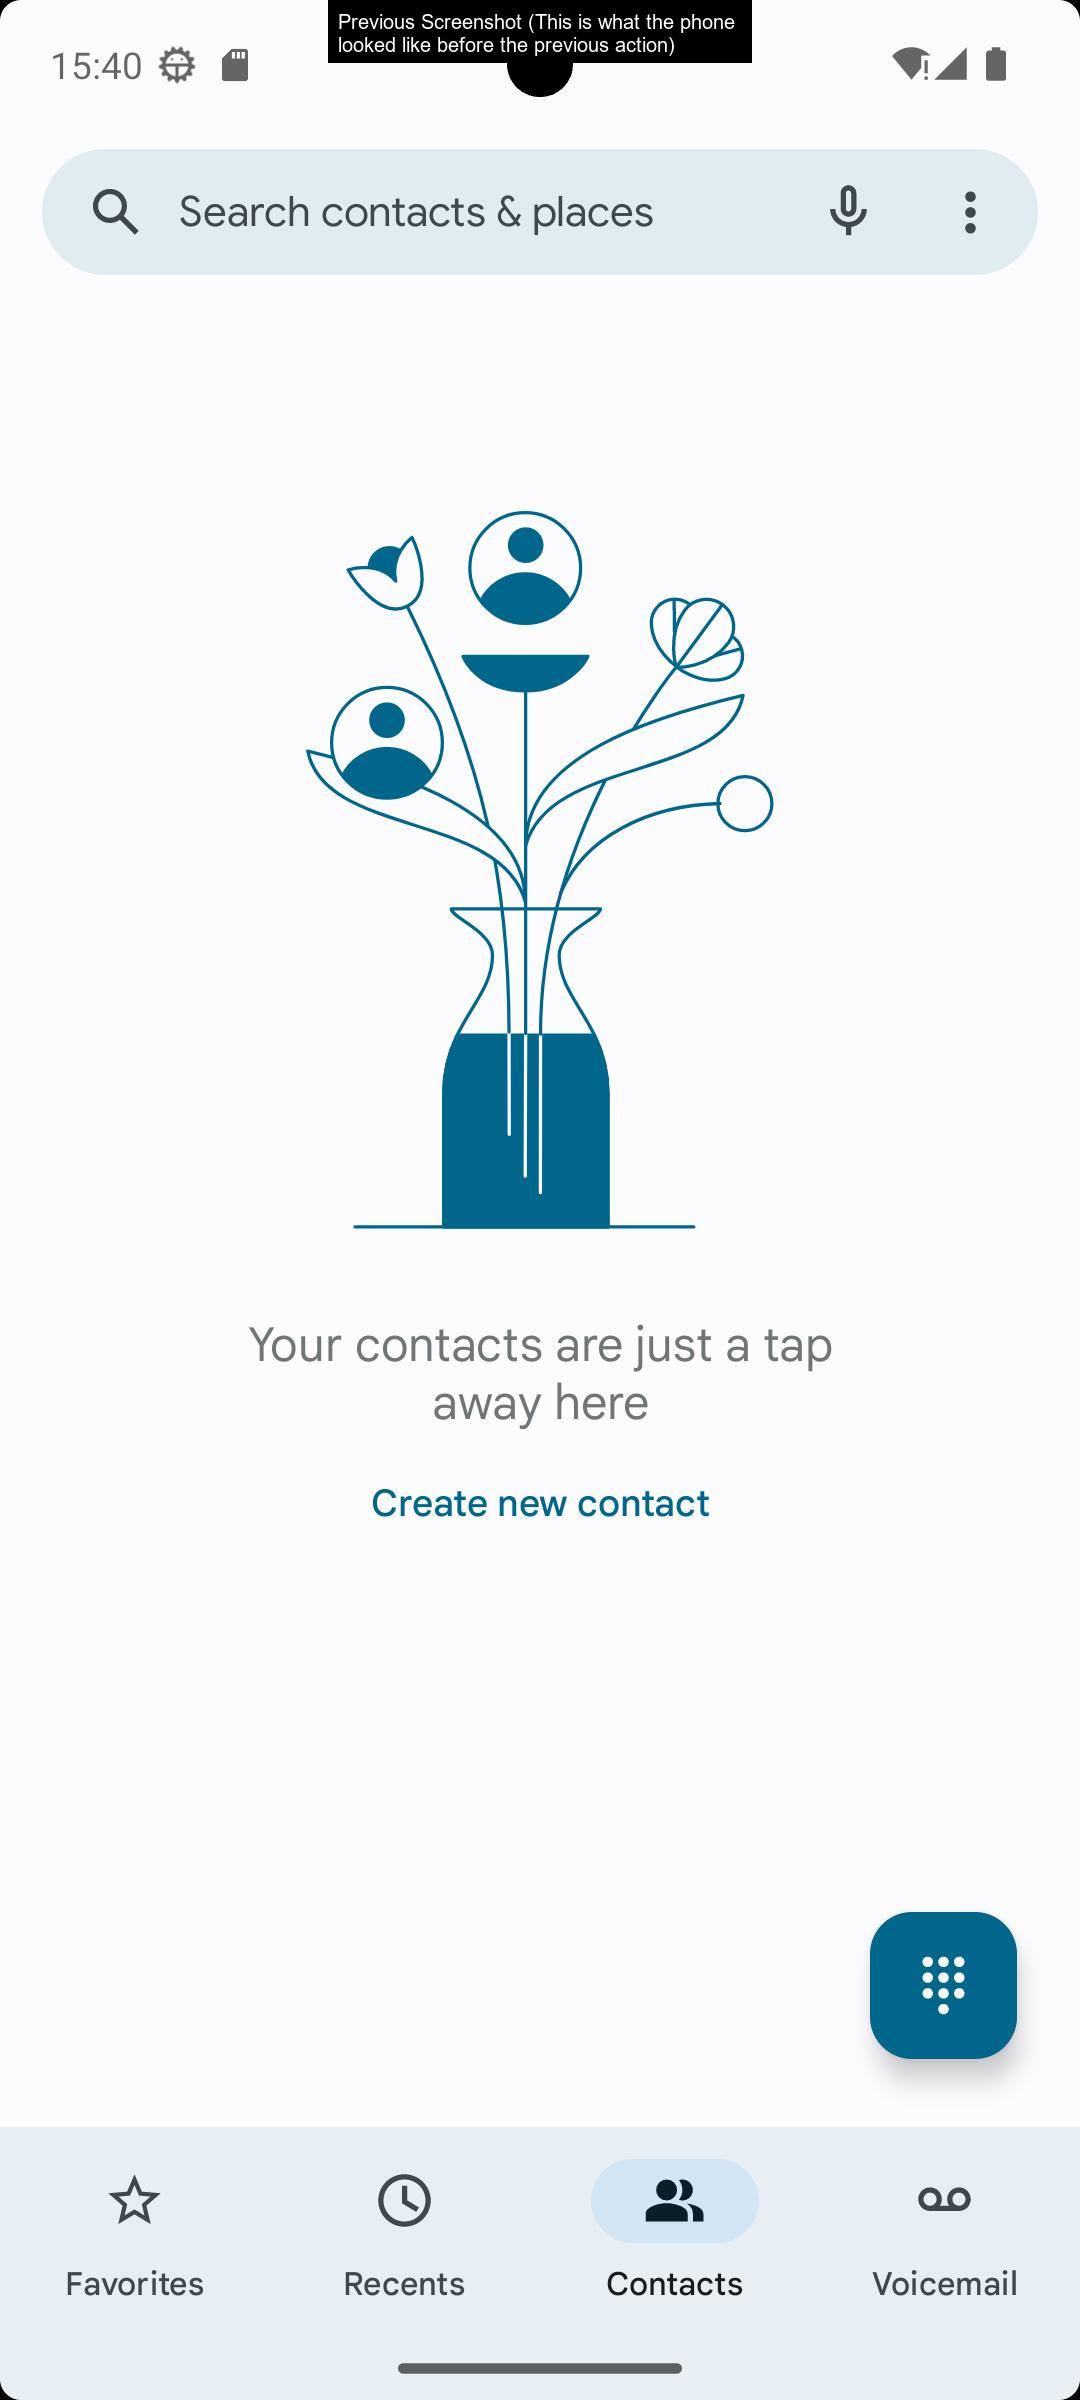 Previous Screenshot (This is what the phone
looked like before the previous action)
15:40
Search contacts & places
Your contacts are just a tap
away here
Create new contact
Favorites
Recents
Contacts
Voicemail